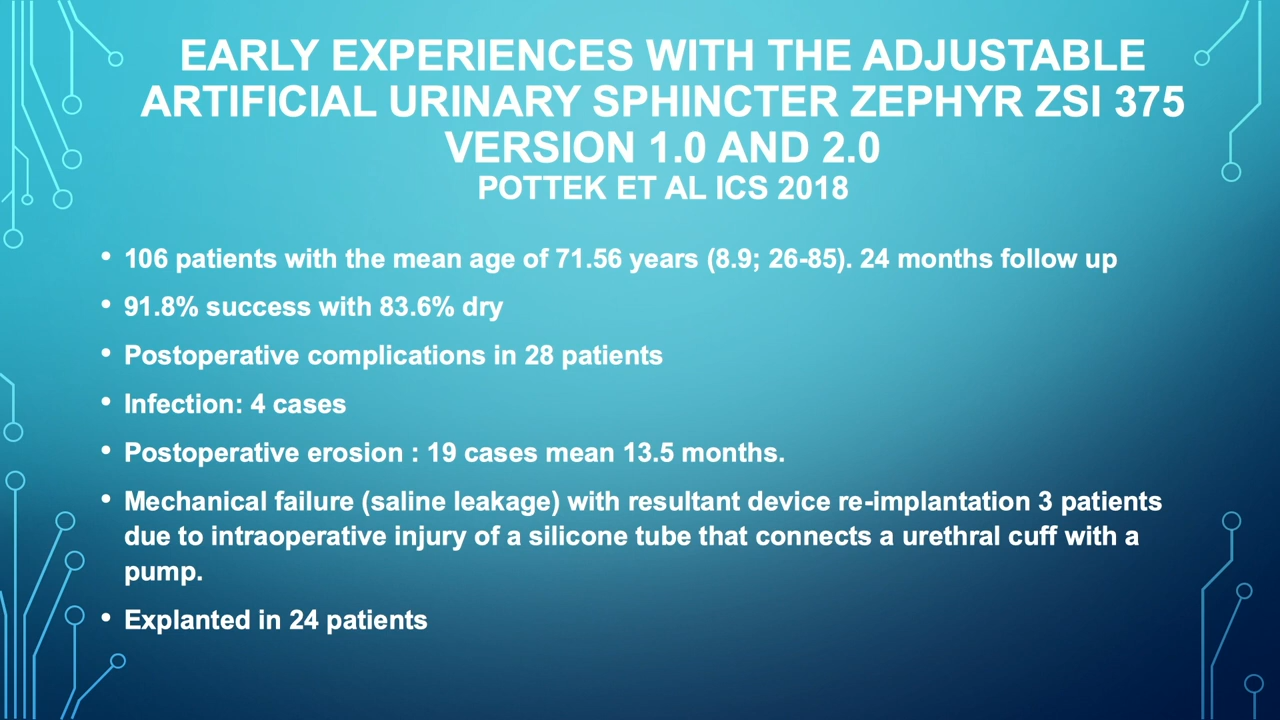 EARLY EXPERIENCES WITH THE ADJUSTABLE
ARTIFICIAL URINARY SPHINCTER ZEPHYR ZSI 375
VERSION 1.0 AND 2.0
POTTEK ET AL ICS 2018
• 106 patients with the mean age of 71.56 years (8.9; 26-85). 24 months follow up
• 91.8% success with 83.6% dry
• Postoperative complications in 28 patients
• Infection: 4 cases
• Postoperative erosion : 19 cases mean 13.5 months.
• Mechanical failure (saline leakage) with resultant device re-implantation 3 patients
due to intraoperative injury of a silicone tube that connects a urethral cuff with a
pump.
• Explanted in 24 patients